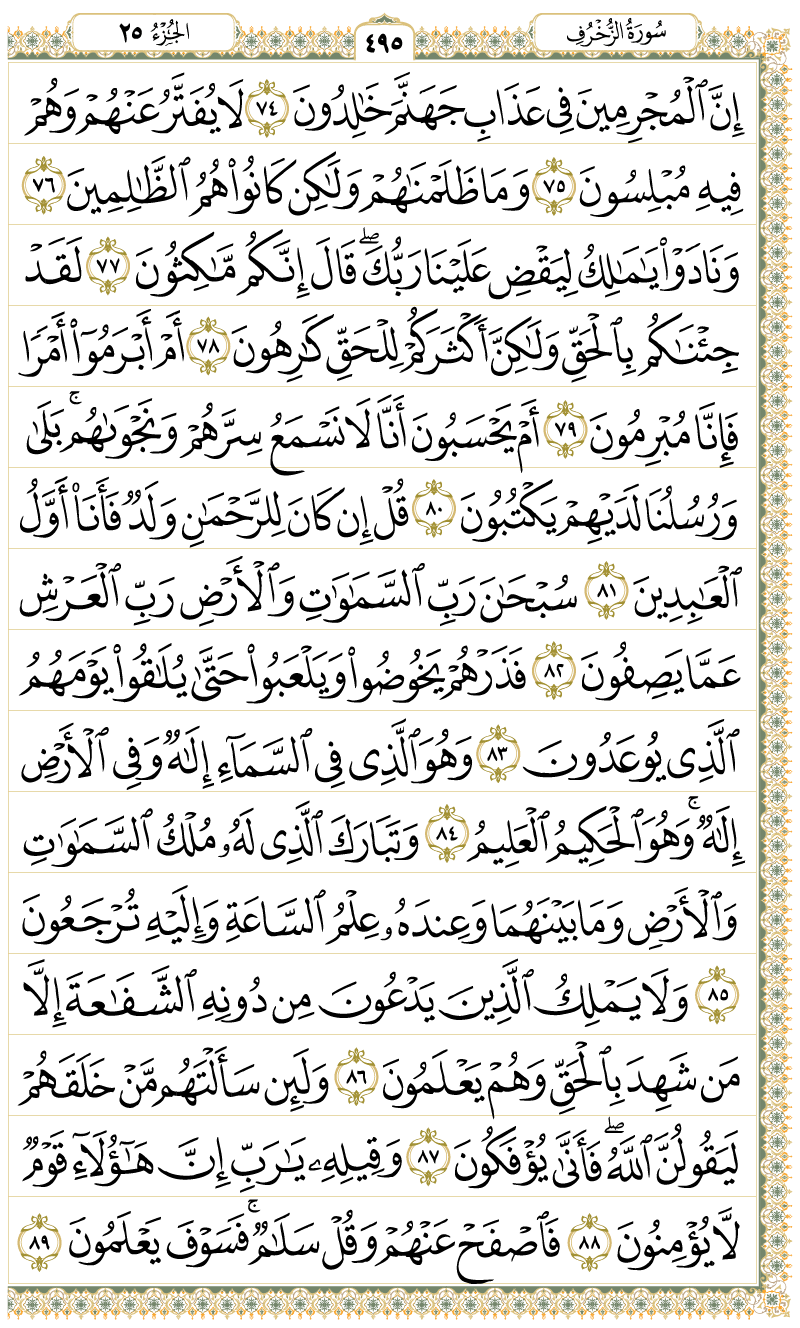 سُورَةُ الزُّخْرُفِ
٤٩٥
الجُزْءُ ٢٥
إِنَّ ٱلْمُجْرِمِينَ فِى عَذَابِ جَهَنَّمَ خَٰلِدُونَ ٧٤ لَا يُفَتَّرُ عَنْهُمْ وَهُمْ
فِيهِ مُبْلِسُونَ ٧٥ وَمَا ظَلَمْنَٰهُمْ وَلَٰكِن كَانُوا۟ هُمُ ٱلظَّٰلِمِينَ ٧٦
وَنَادَوْا۟ يَٰمَٰلِكُ لِيَقْضِ عَلَيْنَا رَبُّكَ ۖ قَالَ إِنَّكُم مَّٰكِثُونَ ٧٧ لَقَدْ
جِئْنَٰكُم بِٱلْحَقِّ وَلَٰكِنَّ أَكْثَرَكُمْ لِلْحَقِّ كَٰرِهُونَ ٧٨ أَمْ أَبْرَمُوٓا۟ أَمْرًا
فَإِنَّا مُبْرِمُونَ ٧٩ أَمْ يَحْسَبُونَ أَنَّا لَا نَسْمَعُ سِرَّهُمْ وَنَجْوَىٰهُم ۚ بَلَىٰ
وَرُسُلُنَا لَدَيْهِمْ يَكْتُبُونَ ٨٠ قُلْ إِن كَانَ لِلرَّحْمَٰنِ وَلَدٌ فَأَنَا۠ أَوَّلُ
ٱلْعَٰبِدِينَ ٨١ سُبْحَٰنَ رَبِّ ٱلسَّمَٰوَٰتِ وَٱلْأَرْضِ رَبِّ ٱلْعَرْشِ
عَمَّا يَصِفُونَ ٨٢ فَذَرْهُمْ يَخُوضُوا۟ وَيَلْعَبُوا۟ حَتَّىٰ يُلَٰقُوا۟ يَوْمَهُمُ
ٱلَّذِى يُوعَدُونَ ٨٣ وَهُوَ ٱلَّذِى فِى ٱلسَّمَآءِ إِلَٰهٌ وَفِى ٱلْأَرْضِ
إِلَٰهٌ ۚ وَهُوَ ٱلْحَكِيمُ ٱلْعَلِيمُ ٨٤ وَتَبَارَكَ ٱلَّذِى لَهُۥ مُلْكُ ٱلسَّمَٰوَٰتِ
وَٱلْأَرْضِ وَمَا بَيْنَهُمَا وَعِندَهُۥ عِلْمُ ٱلسَّاعَةِ وَإِلَيْهِ تُرْجَعُونَ
٨٥ وَلَا يَمْلِكُ ٱلَّذِينَ يَدْعُونَ مِن دُونِهِ ٱلشَّفَٰعَةَ إِلَّا
مَن شَهِدَ بِٱلْحَقِّ وَهُمْ يَعْلَمُونَ ٨٦ وَلَئِن سَأَلْتَهُم مَّنْ خَلَقَهُمْ
لَيَقُولُنَّ ٱللَّهُ ۖ فَأَنَّىٰ يُؤْفَكُونَ ٨٧ وَقِيلِهِۦ يَٰرَبِّ إِنَّ هَٰٓؤُلَآءِ قَوْمٌ
لَّا يُؤْمِنُونَ ٨٨ فَٱصْفَحْ عَنْهُمْ وَقُلْ سَلَٰمٌ ۚ فَسَوْفَ يَعْلَمُونَ ٨٩